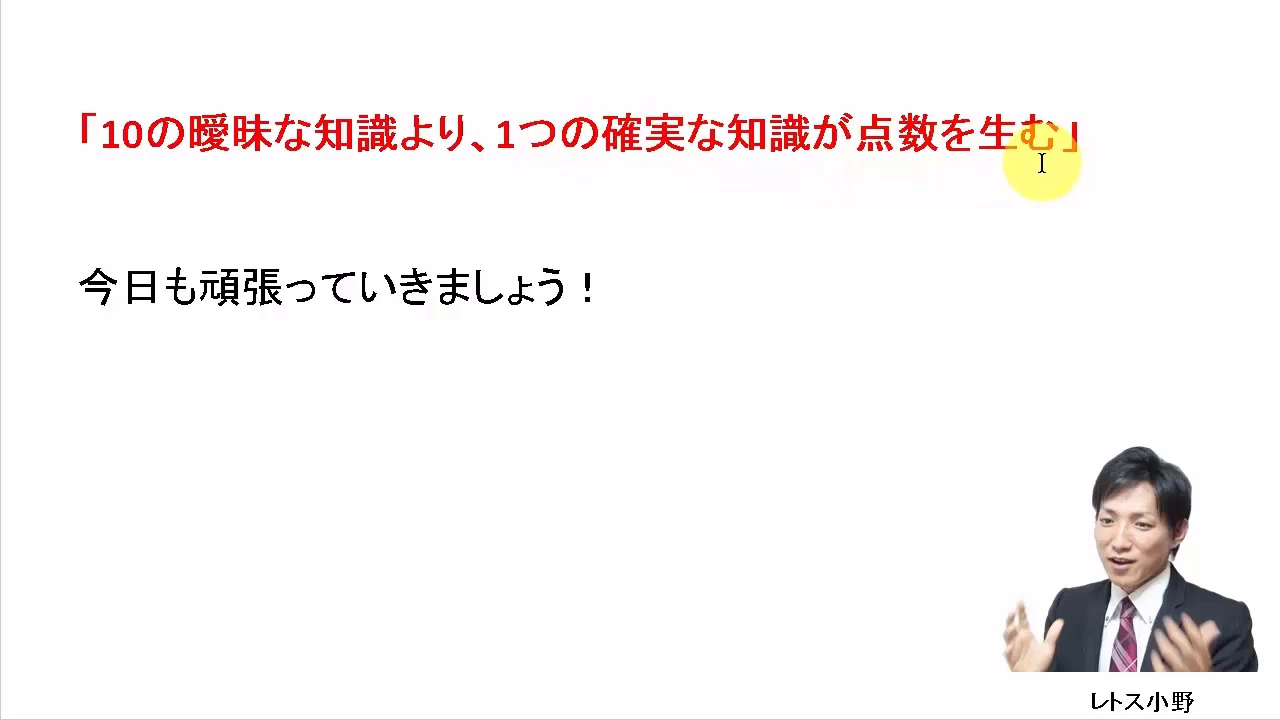 「10の曖昧な知識より、1つの確実な知識が点数を生む」
今日も頑張っていきましょう！
レトス小野